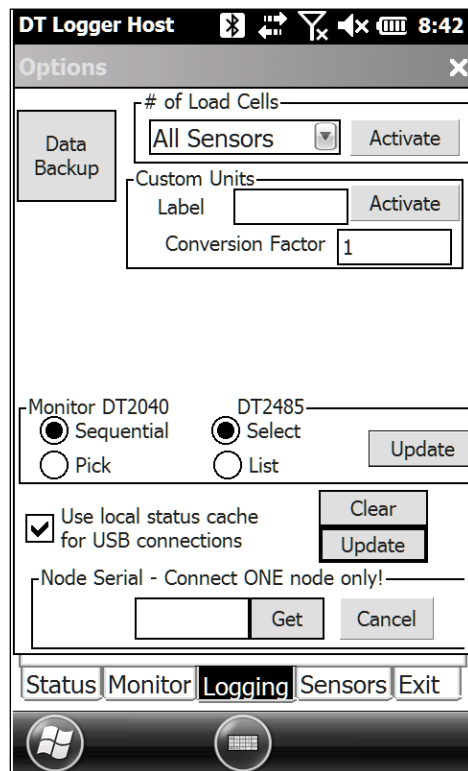 DT Logger Host 8:42
Options
# of Load Cells
Data Backup
All Sensors
Activate
Custom Units
Label
Activate
Conversion Factor 1
Monitor DT2040 DT2485
Sequential Select
Update
Pick List
Use local status cache
for USB connections
Clear
Update
Node Serial - Connect ONE node only!
Get Cancel
Status Monitor Logging Sensors Exit